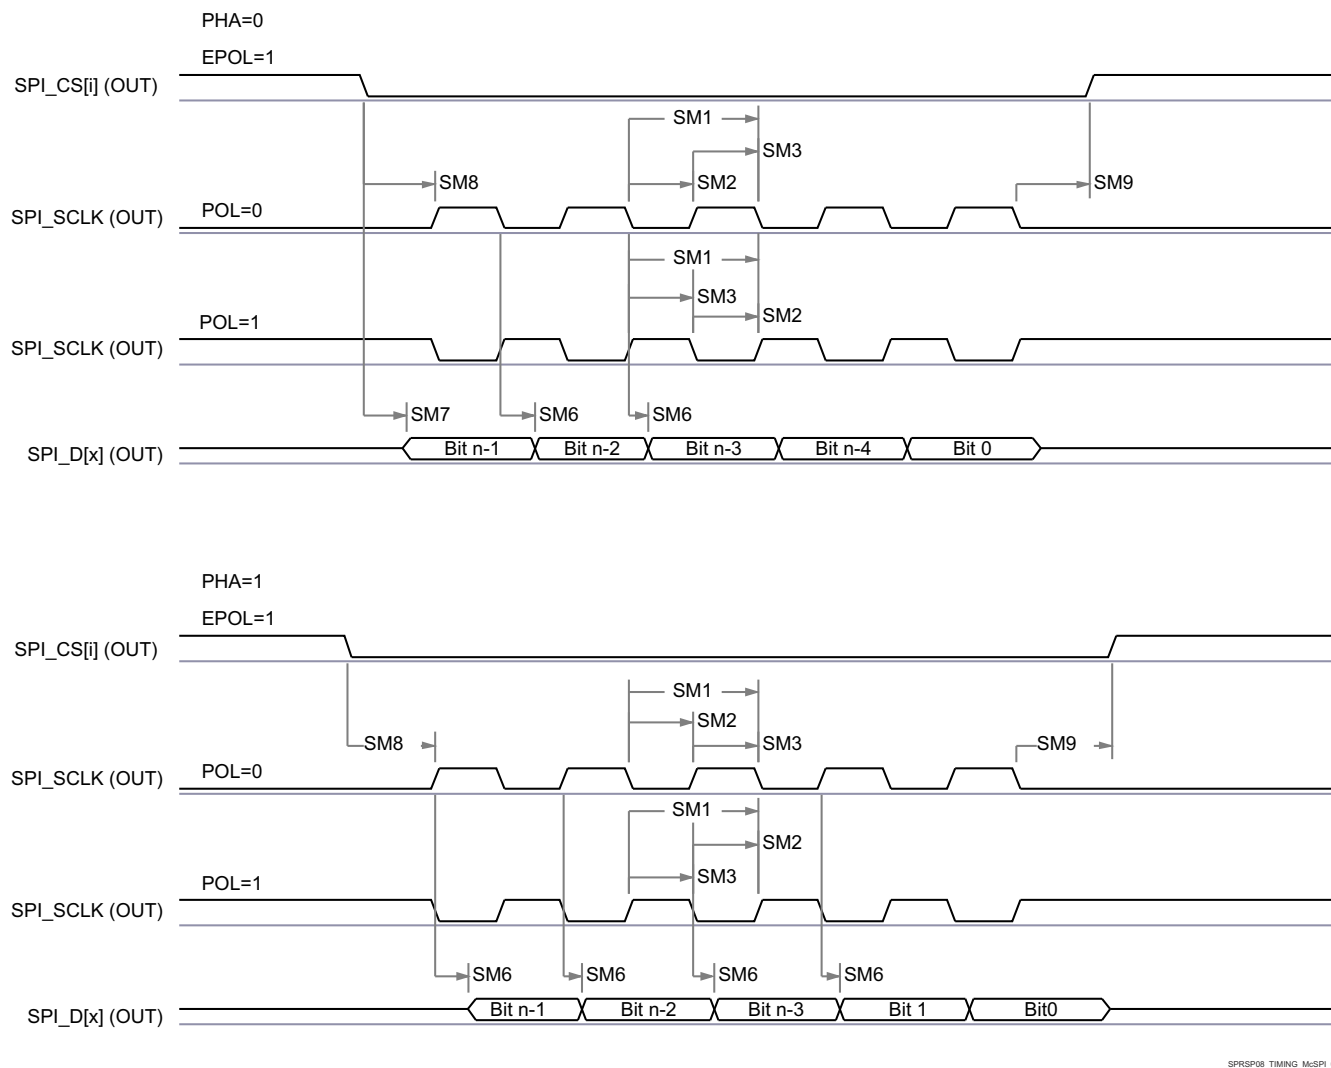 PHA=0
EPOL=1
SPI_CS[i] (OUT)
SM1
SM3
SM8
SM2
SM9
SPI_SCLK (OUT)
POL=0
SM1
SM3
SM2
POL=1
SPI_SCLK (OUT)
SM7
SM6
SM6
SPI_D[x] (OUT)
Bit n-1
Bit n-2
Bit n-3
Bit n-4
Bit 0
PHA=1
EPOL=1
SPI_CS[i] (OUT)
SM1
SM2
SM8
SM3
SM9
SPI_SCLK (OUT)
POL=0
SM1
SM2
SM3
POL=1
SPI_SCLK (OUT)
SM6
SM6
SM6
SM6
SPI_D[x] (OUT)
Bit n-1
Bit n-2
Bit n-3
Bit 1
Bit0
SPRSP08_TIMING_McSPI_